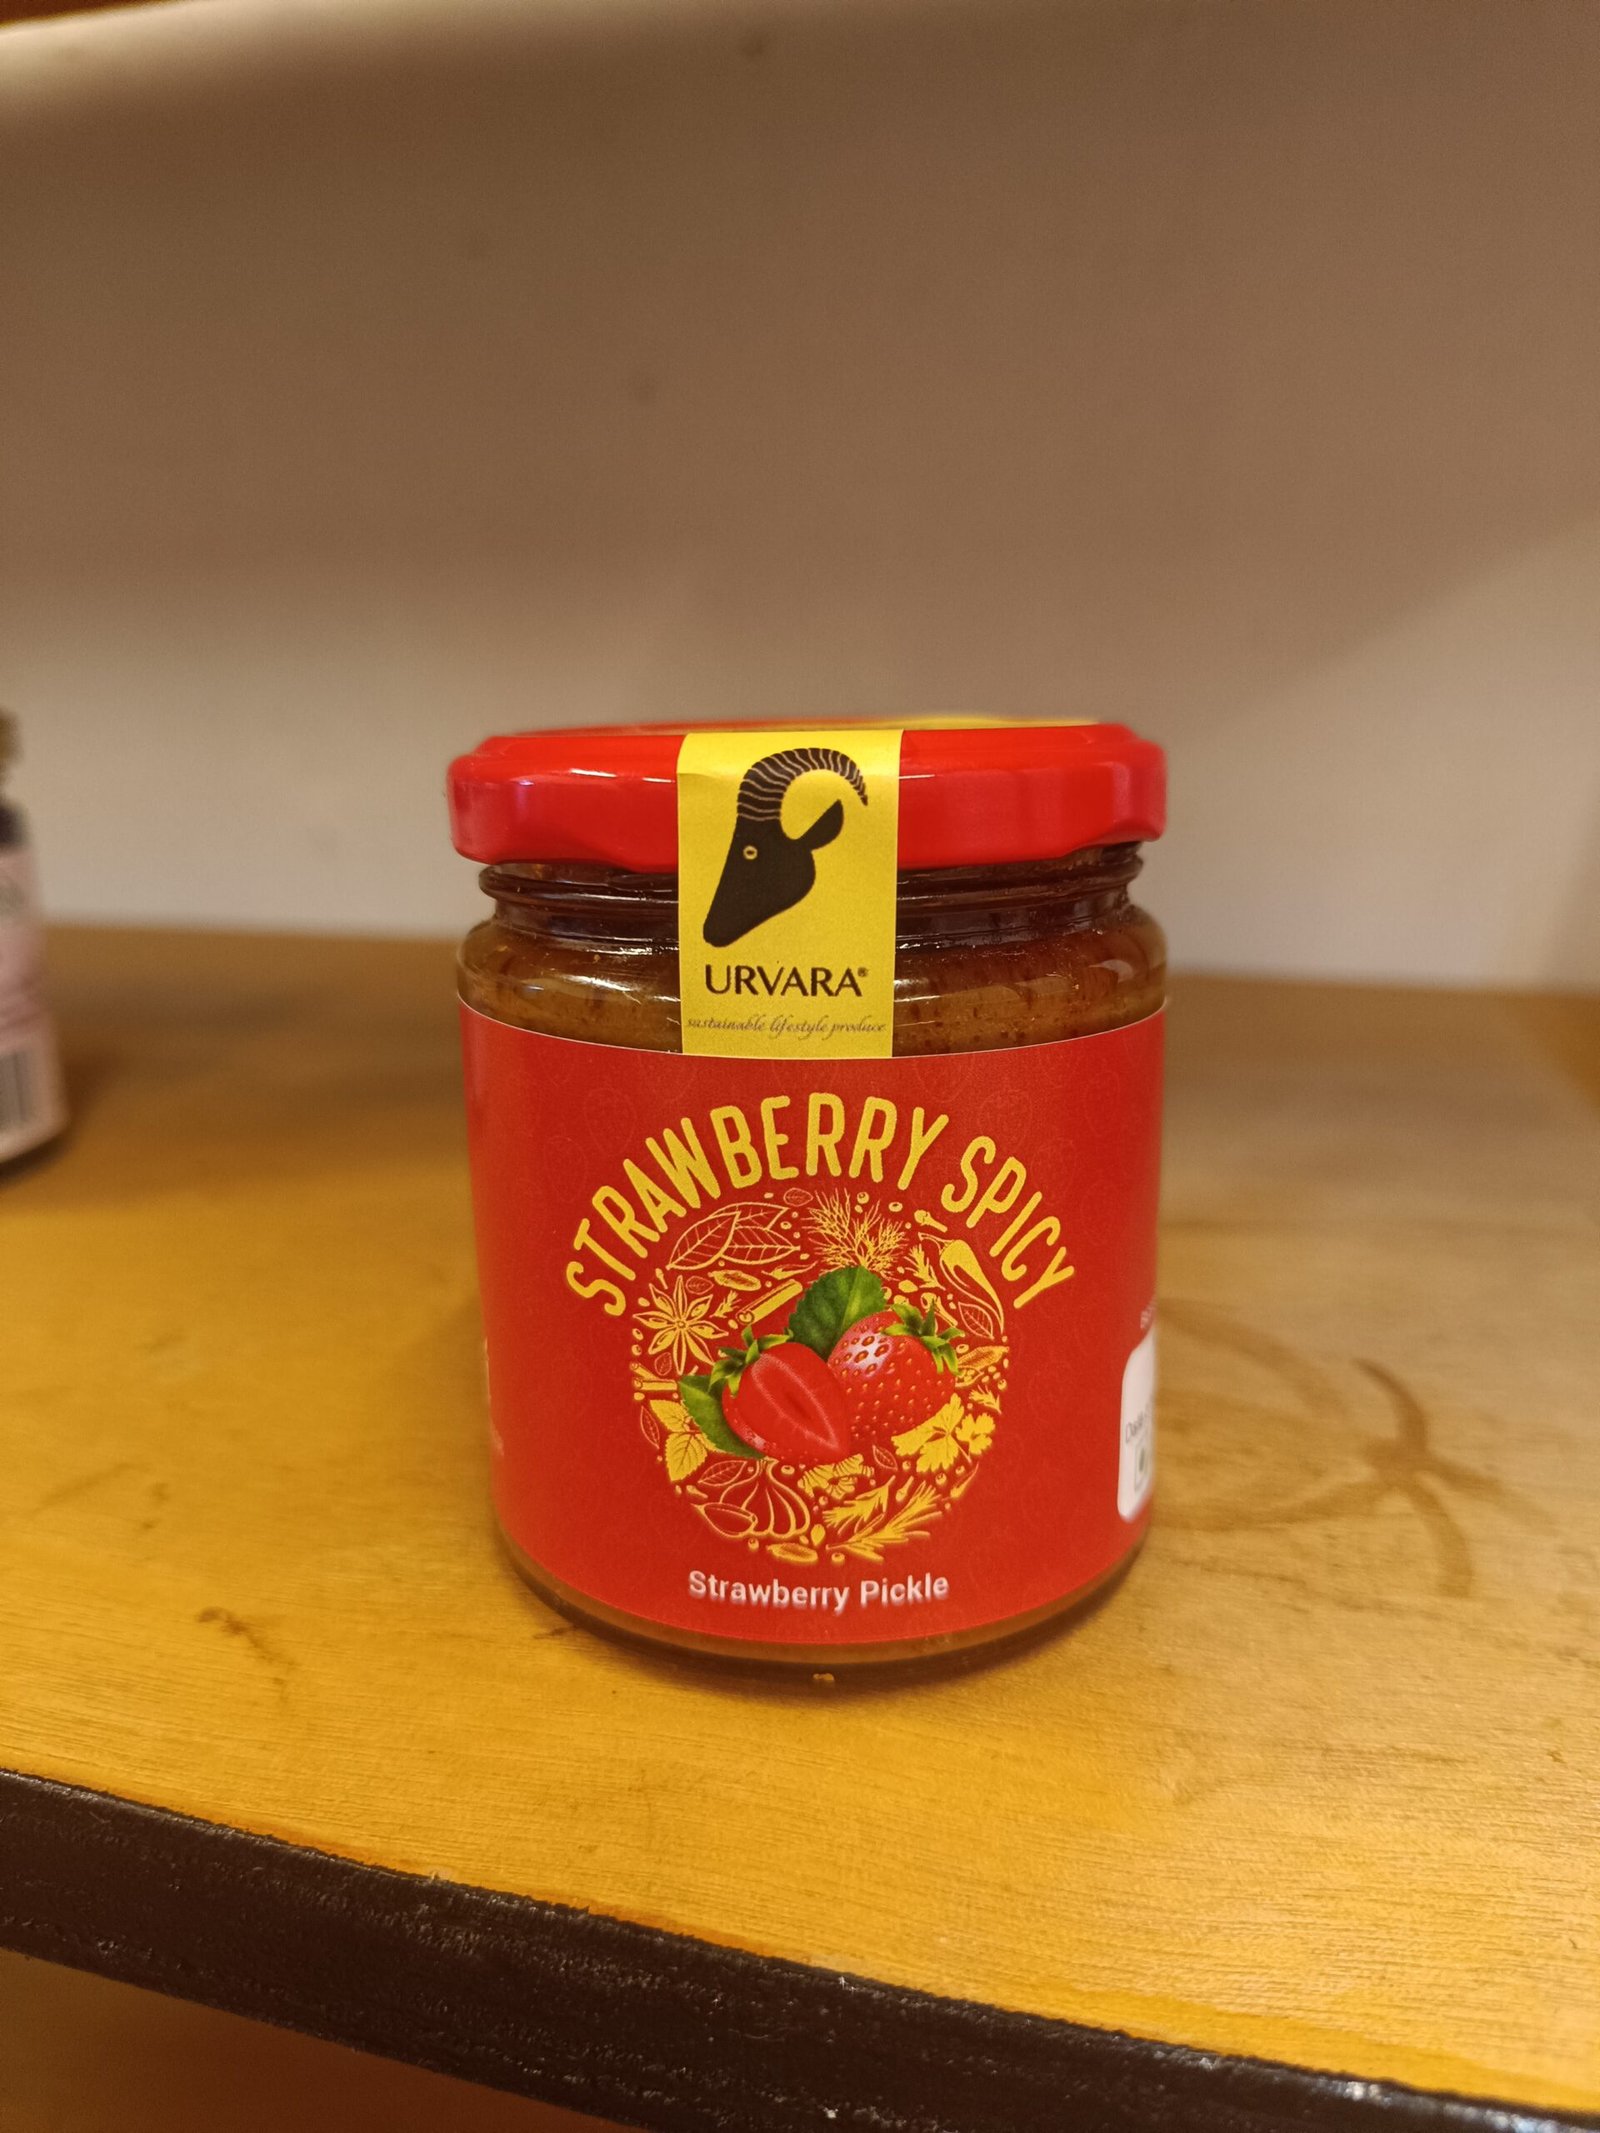 URVARA®
sustainable lifestyle produce
STRAWBERRY SPICY
Strawberry Pickle